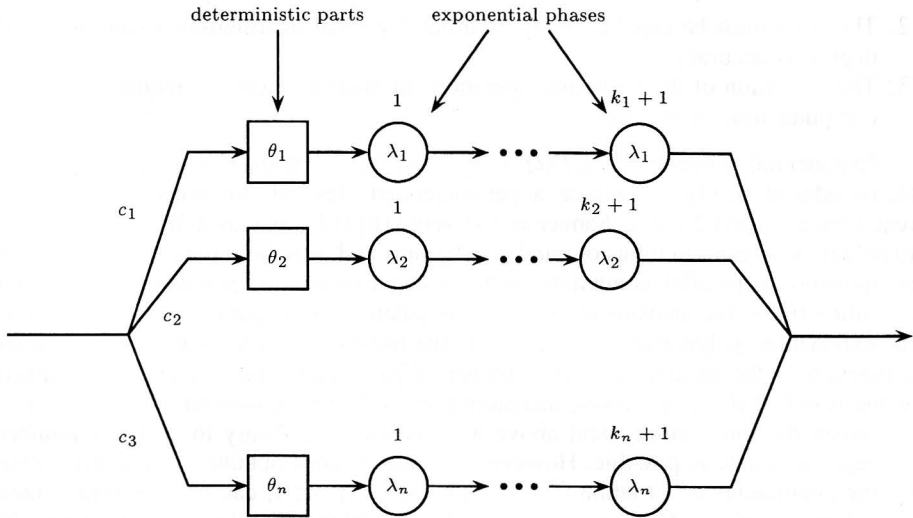 deterministic parts exponential phases
1 k₁ + 1
θ₁ λ₁ ••• λ₁
c₁
1 k₂ + 1
θ₂ λ₂ ••• λ₂
c₂
c₃
1 kₙ + 1
θₙ λₙ ••• λₙ